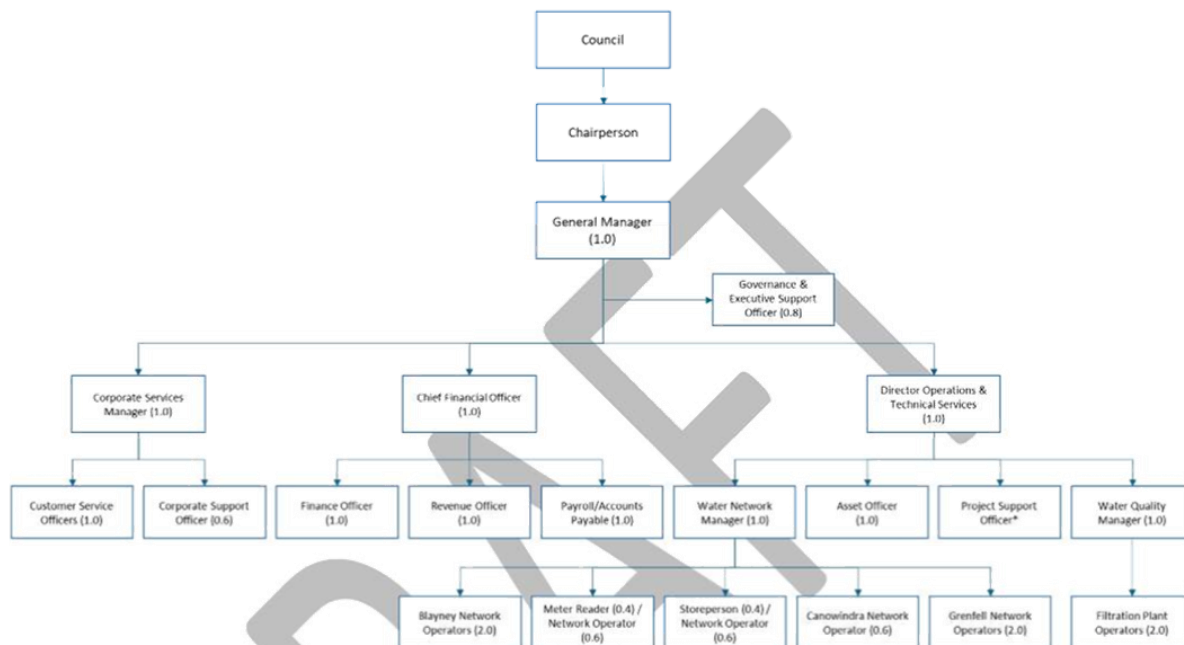 Council
Chairperson
General Manager
(1.0)
Governance &
Executive Support
Officer (0.8)
Corporate Services
Manager (1.0)
Chief Financial Officer
(1.0)
Director Operations &
Technical Services
(1.0)
Customer Service
Officers (1.0)
Corporate Support
Officer (0.6)
Finance Officer
(1.0)
Revenue Officer
(1.0)
Payroll/Accounts
Payable (1.0)
Water Network
Manager (1.0)
Asset Officer
(1.0)
Project Support
Officer*
Water Quality
Manager (1.0)
Blayney Network
Operators (2.0)
Meter Reader (0.4) /
Network Operator
(0.6)
Storeperson (0.4) /
Network Operator
(0.6)
Canowindra Network
Operator (0.6)
Grenfell Network
Operators (2.0)
Filtration Plant
Operators (2.0)
DRAFT